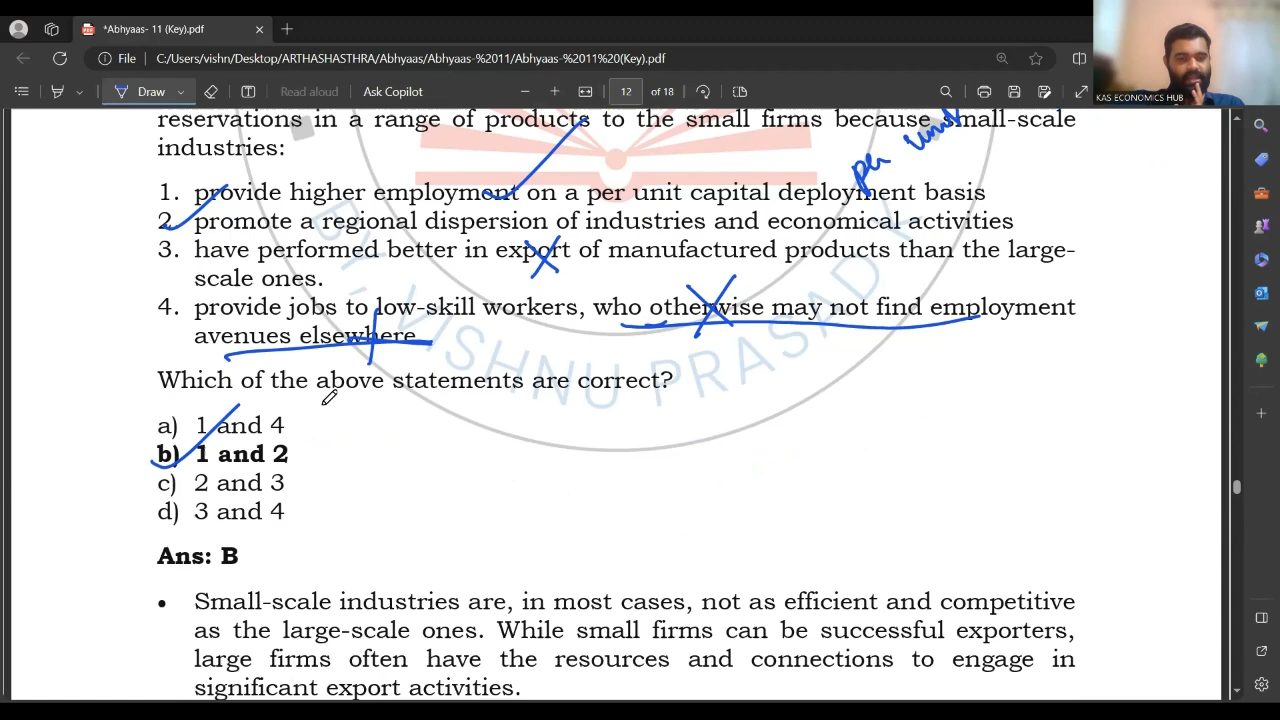 *Abhyaas- 11 (Key).pdf
File
C:/Users/vishn/Desktop/ARTHASHASTHRA/Abhyaas/Abhyaas-%2011/Abhyaas-%2011%20(Key).pdf
Draw
Read aloud
Ask Copilot
12 of 18
KAS ECONOMICS HUB
reservations in a range of products to the small firms because small-scale
industries:
per unit
1. provide higher employment on a per unit capital deployment basis
2. promote a regional dispersion of industries and economical activities
3. have performed better in export of manufactured products than the large-
scale ones.
4. provide jobs to low-skill workers, who otherwise may not find employment
avenues elsewhere
Which of the above statements are correct?
a) 1 and 4
b) 1 and 2
c) 2 and 3
d) 3 and 4
Ans: B
• Small-scale industries are, in most cases, not as efficient and competitive
as the large-scale ones. While small firms can be successful exporters,
large firms often have the resources and connections to engage in
significant export activities.
BY, VISHNU PRASAD K